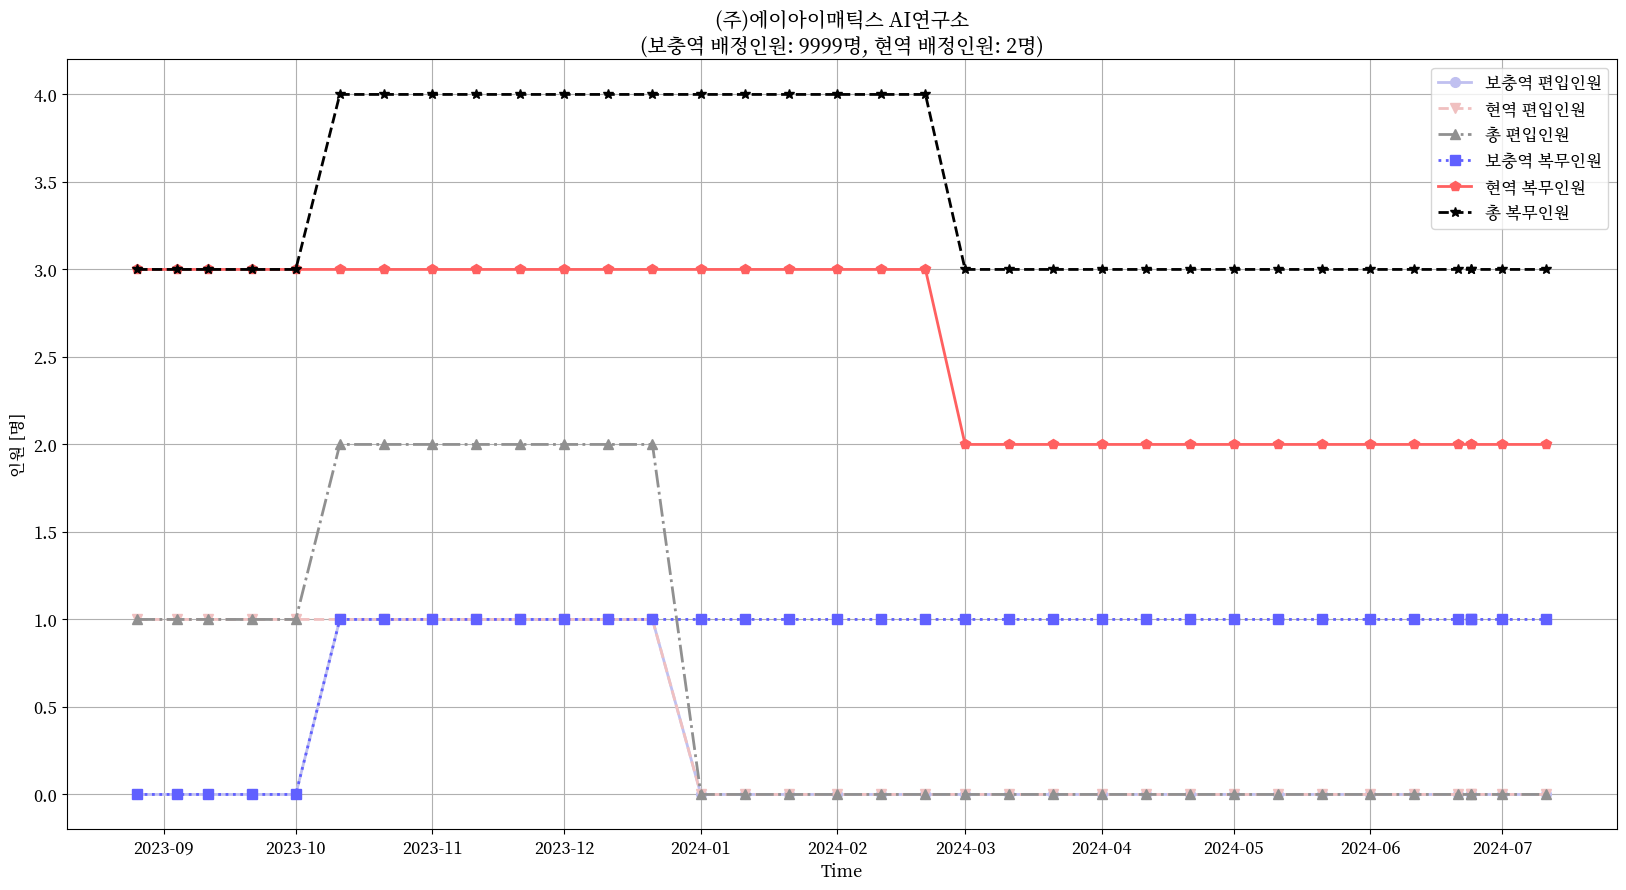 (주)에이아이매틱스 AI연구소
(보충역 배정인원: 9999명, 현역 배정인원: 2명)
보충역 편입인원
현역 편입인원
총 편입인원
보충역 복무인원
현역 복무인원
총 복무인원
인원 [명]
4.0
3.5
3.0
2.5
2.0
1.5
1.0
0.5
0.0
2023-09 2023-10 2023-11 2023-12 2024-01 2024-02 2024-03 2024-04 2024-05 2024-06 2024-07
Time